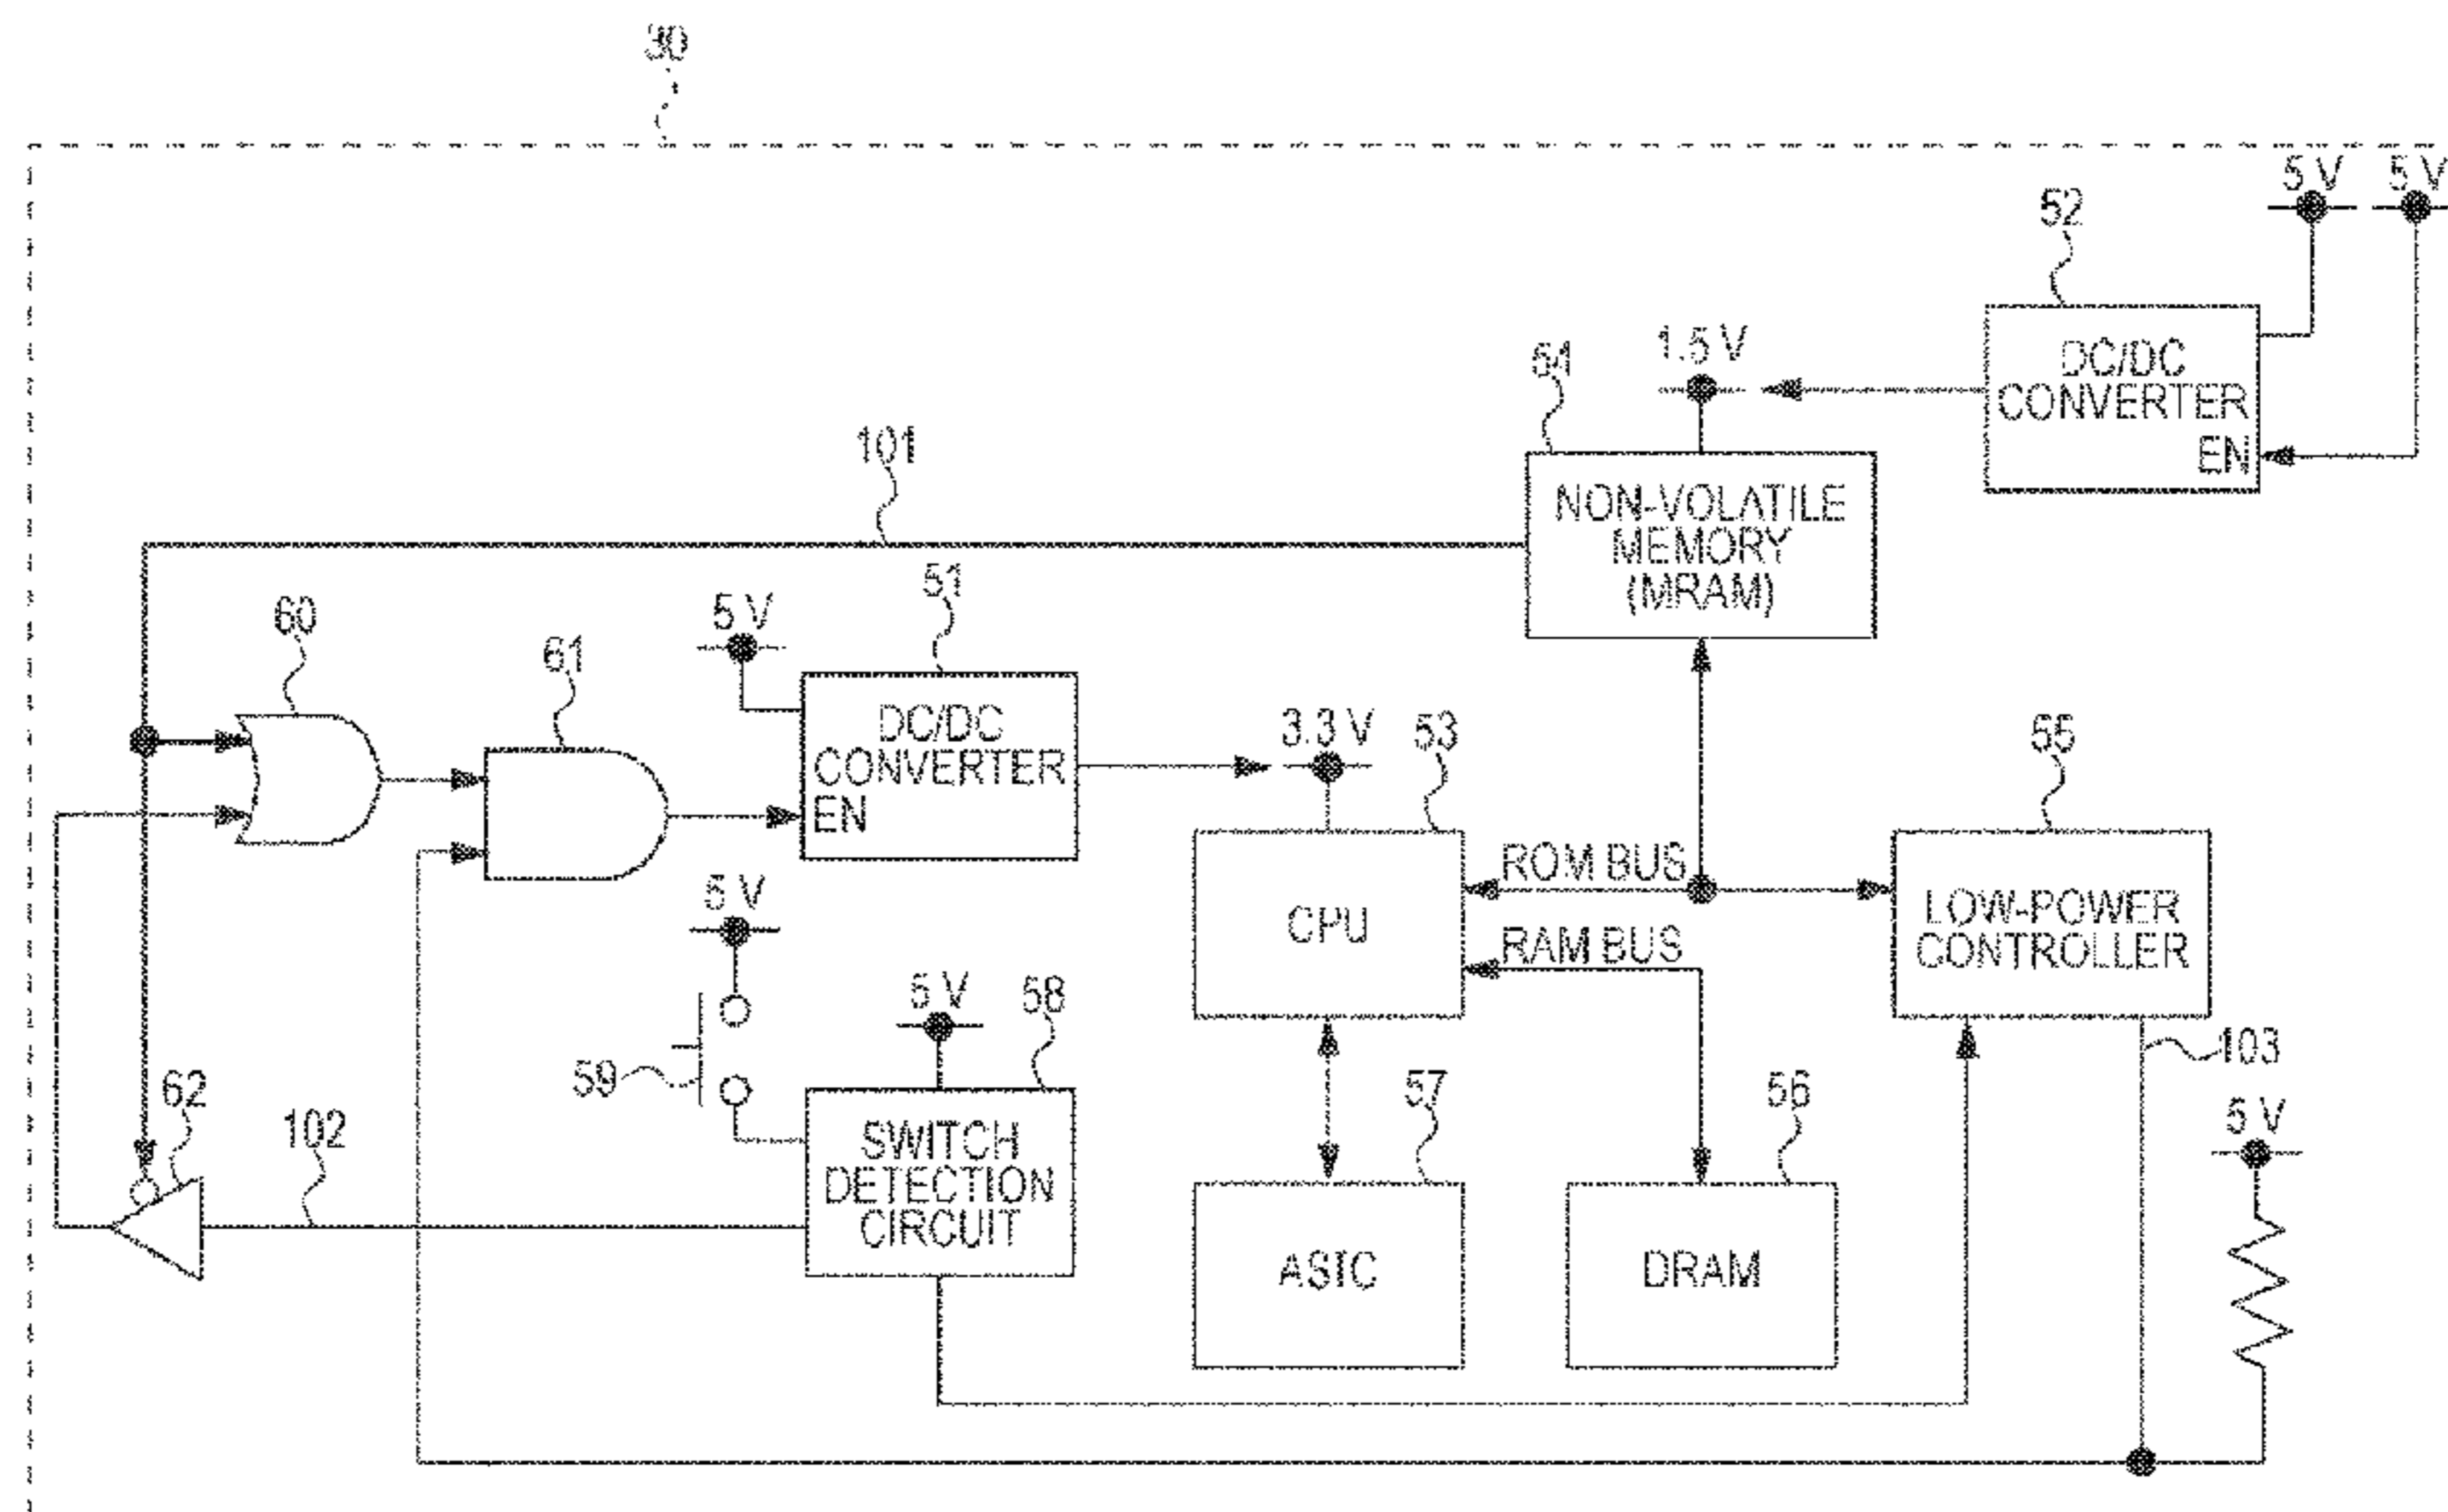 30
5 V
5 V
52
DC/DC
CONVERTER
EN
1.5 V
54
NON-VOLATILE
MEMORY
(MRAM)
101
51
5 V
60
61
DC/DC
CONVERTER
EN
3.3 V
53
55
CPU
ROM BUS
RAM BUS
LOW-POWER
CONTROLLER
5 V
5 V
58
59
103
62
102
SWITCH
DETECTION
CIRCUIT
57
56
5 V
ASIC
DRAM